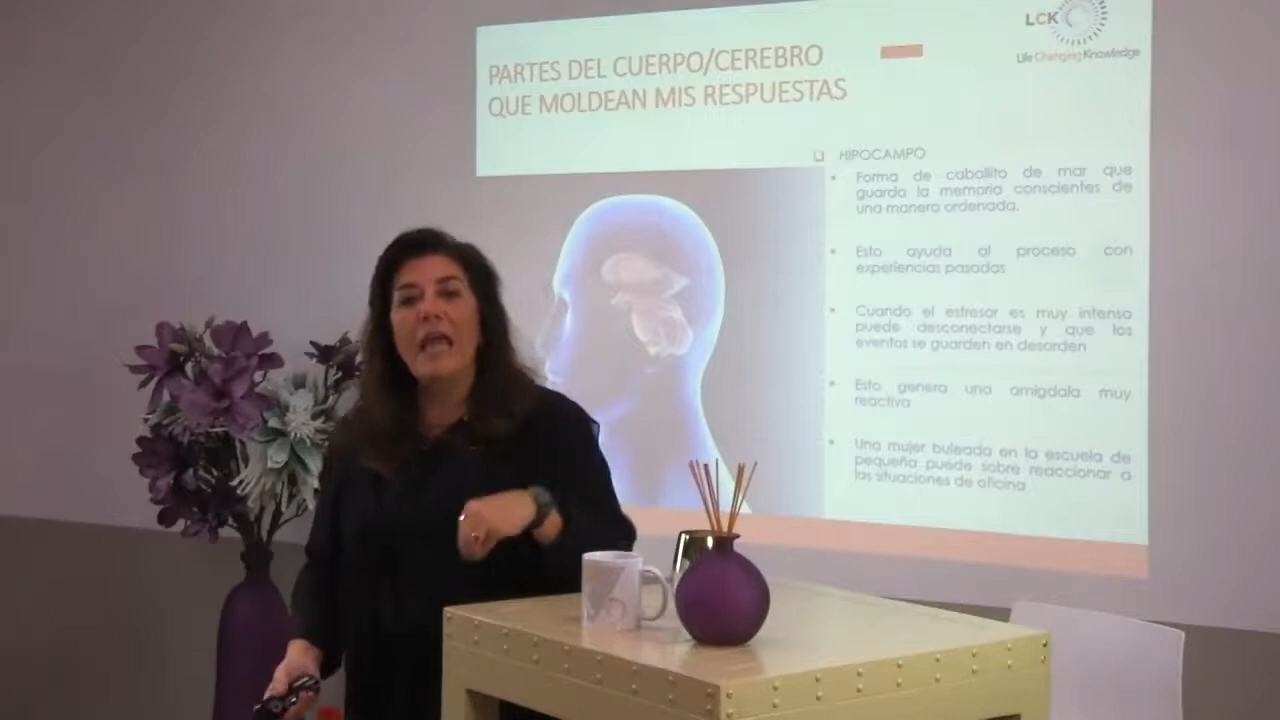 PARTES DEL CUERPO/CEREBRO
QUE MOLDEAN MIS RESPUESTAS
LCK
Life Changing Knowledge
HIPOCAMPO
Forma de caballito de mar que
guarda la memoria conscientes de
una manera ordenada.
Esto ayuda al proceso con
experiencias pasadas
Cuando el estresor es muy intenso
puede desconectarse y que los
eventos se guarden en desorden
Esto genera una amigdala muy
reactiva
Una mujer buleada en la escuela de
pequeña puede sobre reaccionar a
las situaciones de oficina